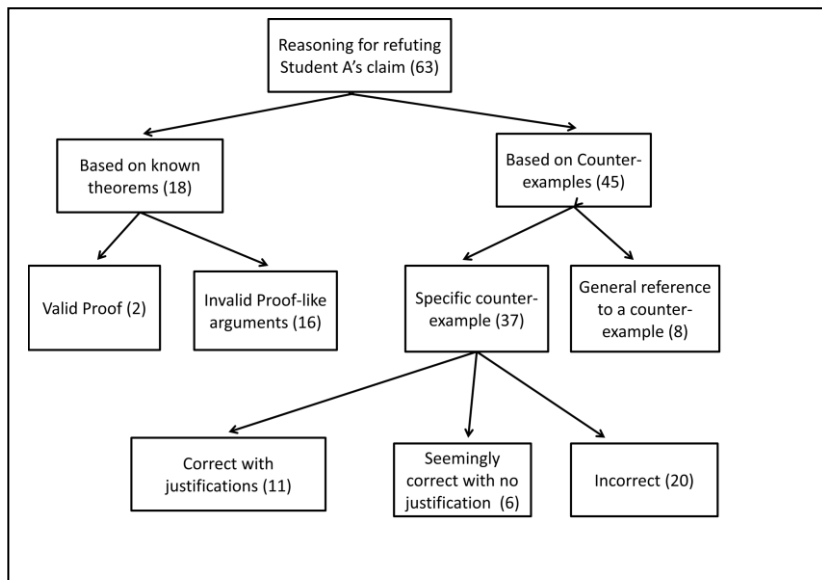 Reasoning for refuting
Student A's claim (63)
Based on known
theorems (18)
Based on Counter-
examples (45)
Valid Proof (2)
Invalid Proof-like
arguments (16)
Specific counter-
example (37)
General reference
to a counter-
example (8)
Correct with
justifications (11)
Seemingly
correct with no
justification (6)
Incorrect (20)